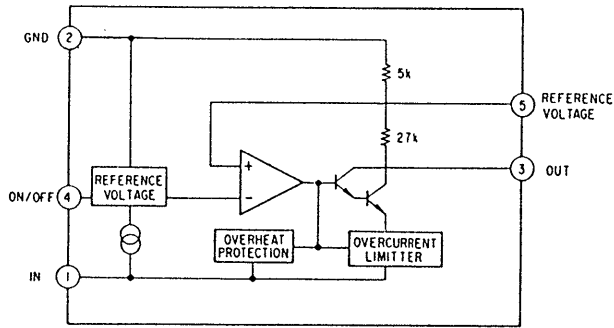 GND 2
5k
5 REFERENCE
VOLTAGE
27k
3 OUT
+
-
ON/OFF 4
REFERENCE
VOLTAGE
OVERHEAT
PROTECTION
OVERCURRENT
LIMITTER
IN 1